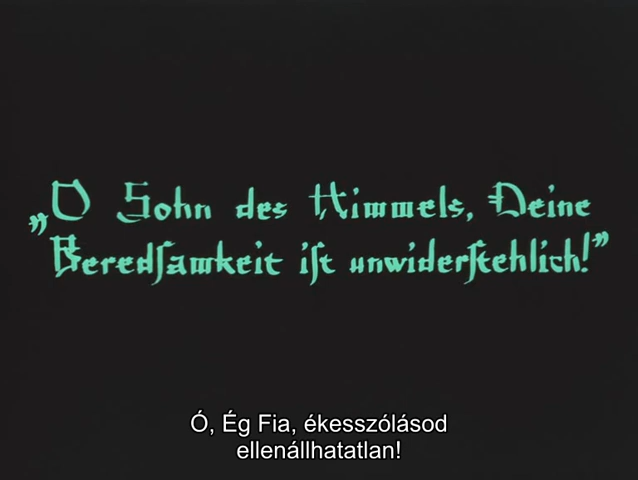 „O Sohn des Himmels, Deine
Beredſamkeit iſt unwiderſtehlich!”
Ó, Ég Fia, ékesszólásod
ellenállhatatlan!